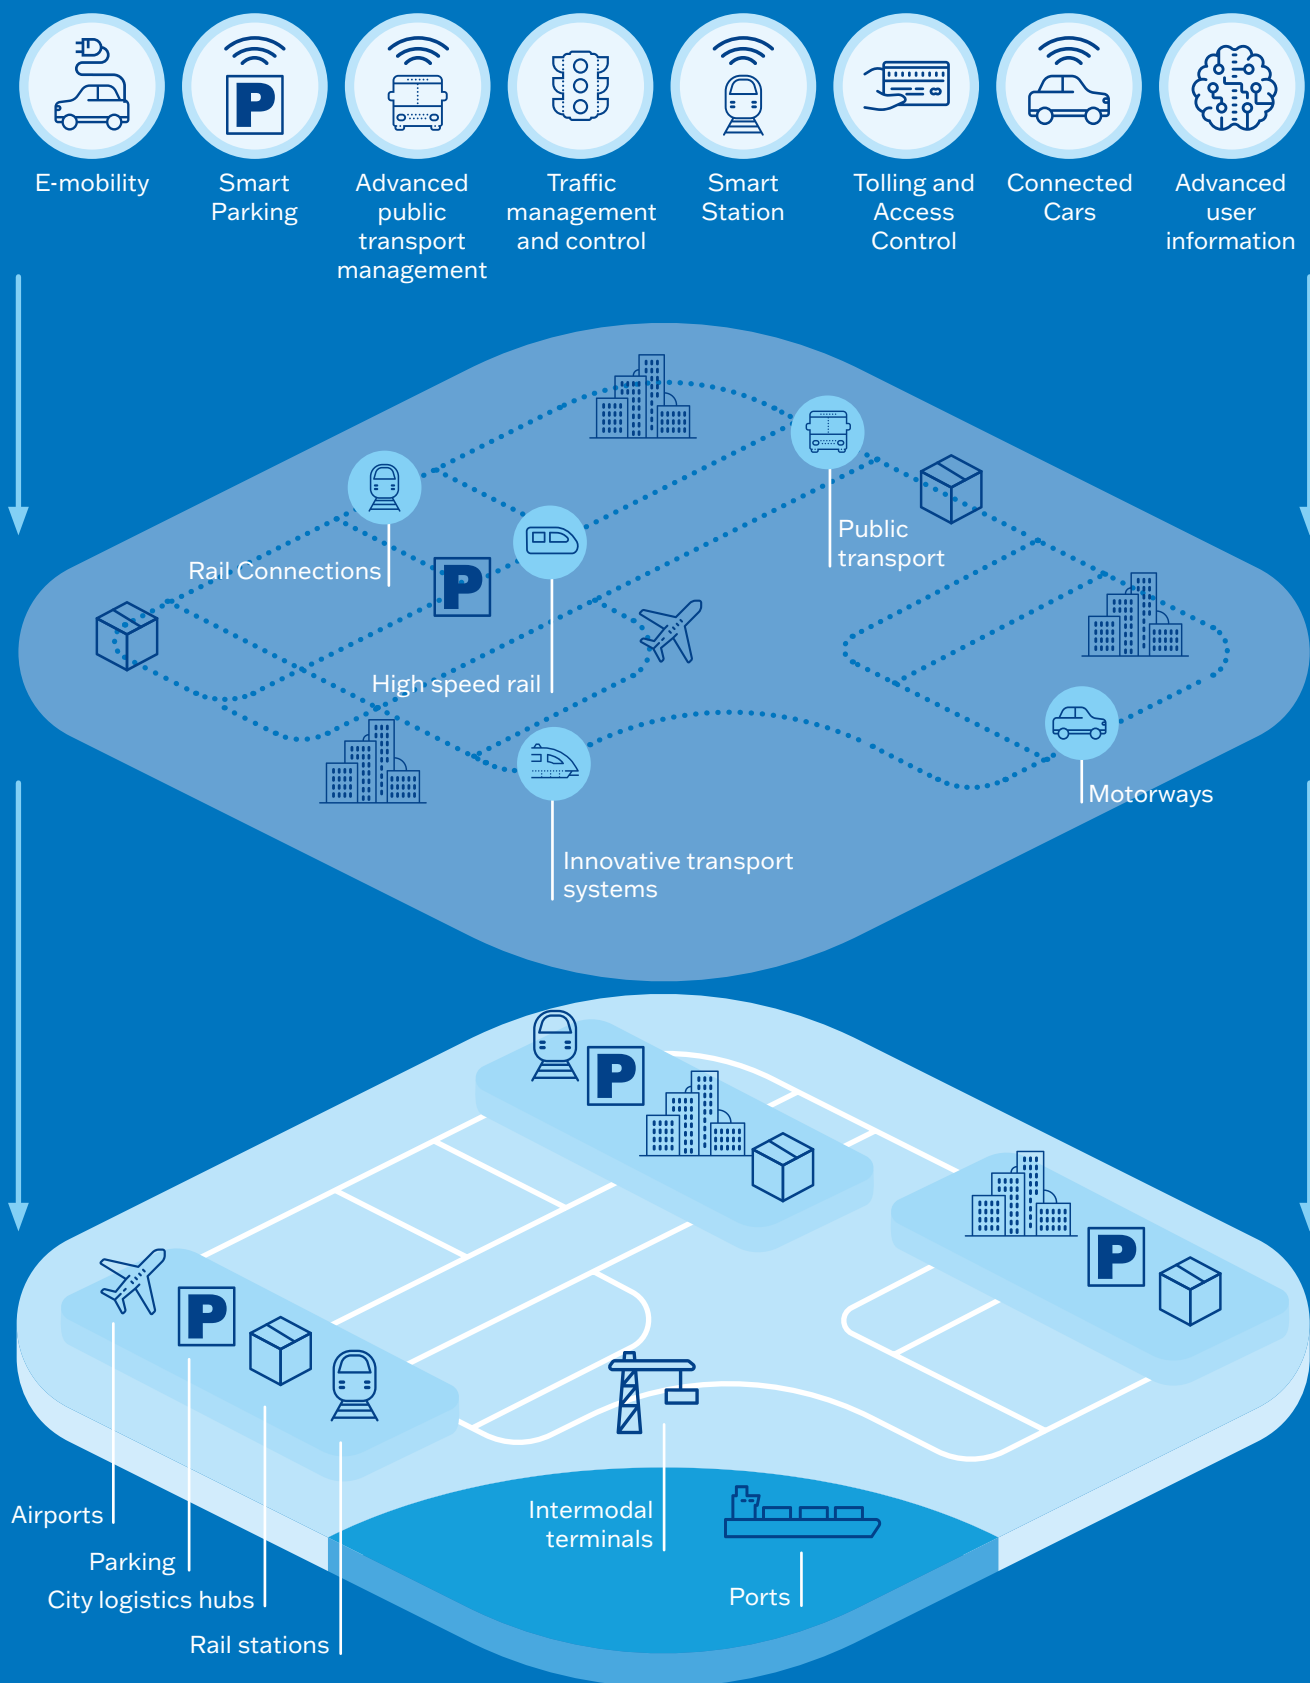 E-mobility
Smart
Parking
Advanced
public
transport
management
Traffic
management
and control
Smart
Station
Tolling and
Access
Control
Connected
Cars
Advanced
user
information
Public
transport
Rail Connections
P
High speed rail
Motorways
Innovative transport
systems
P
P
P
Airports
Parking
City logistics hubs
Rail stations
Intermodal
terminals
Ports
P